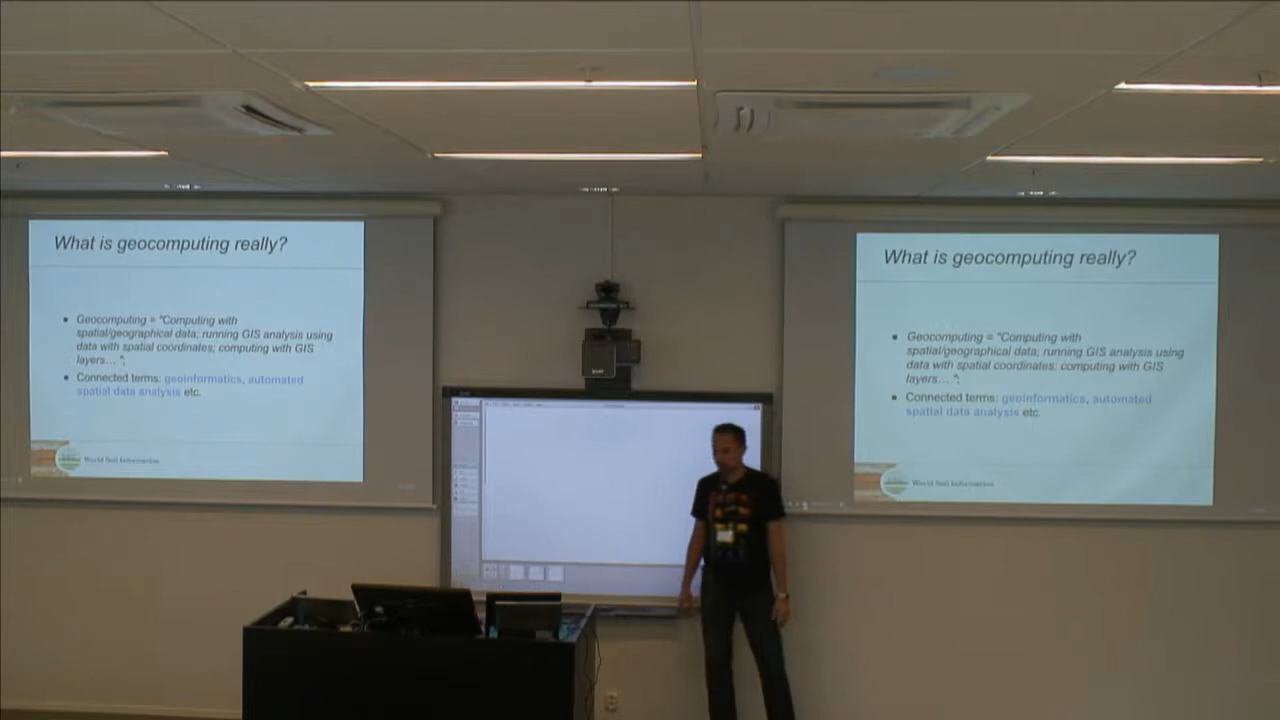 What is geocomputing really?
Geocomputing = "Computing with
spatial/geographical data; running GIS analysis using
data with spatial coordinates; computing with GIS
layers... ";
Connected terms: geoinformatics, automated
spatial data analysis etc.
World Soil Information
What is geocomputing really?
Geocomputing = "Computing with
spatial/geographical data; running GIS analysis using
data with spatial coordinates; computing with GIS
layers... ";
Connected terms: geoinformatics, automated
spatial data analysis etc.
World Soil Information